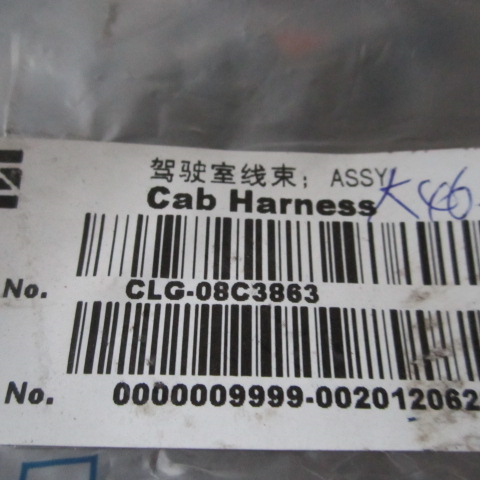 驾驶室线束; ASSY
Cab Harness
No. CLG-08C3863
No. 0000009999-002012062